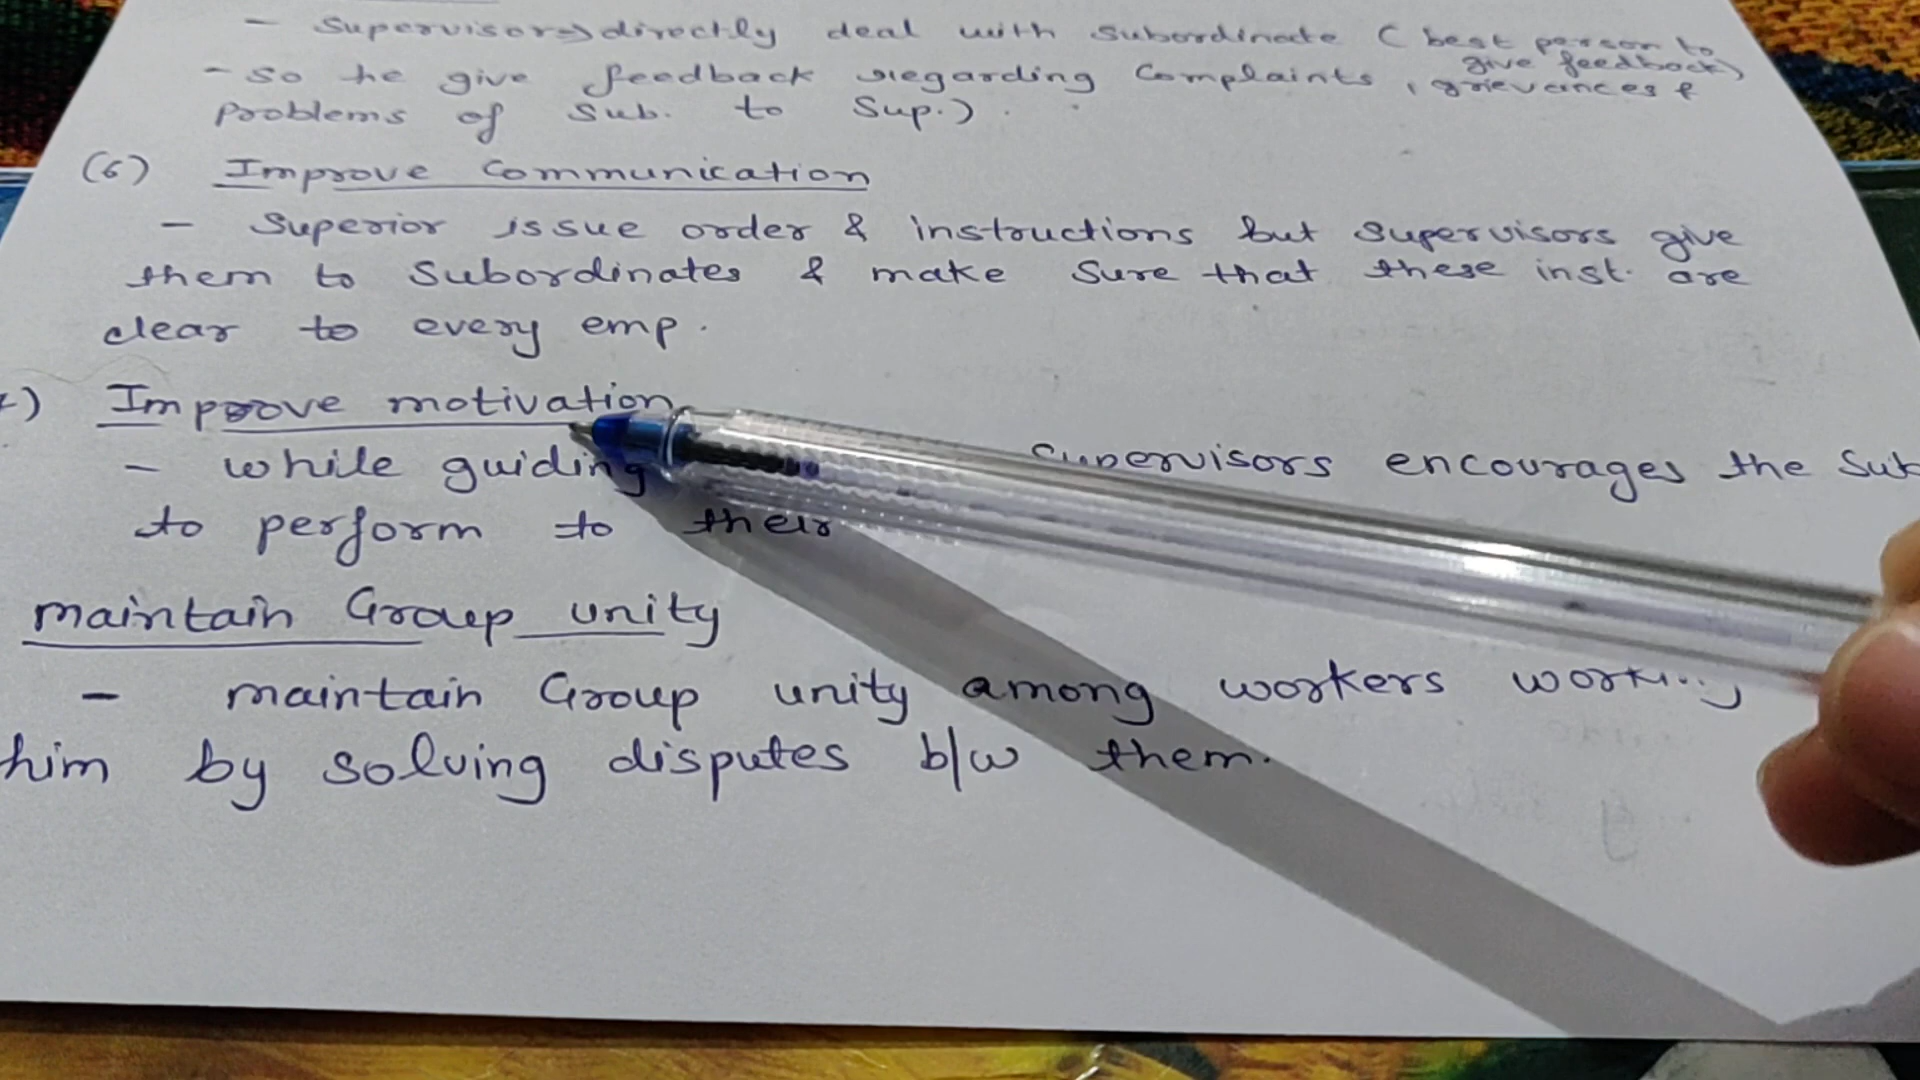 - Supervisors→directly deal with Subordinate ( best person to
give feedback)
- So he give feedback regarding Complaints, grievances &
Problems of Sub. to Sup.).
(6) Improve Communication
- Superior issue order & instructions but supervisors give
them to Subordinates & make sure that these inst. are
clear to every emp.
Improve motivation
- while guiding Supervisors encourages the Sub
to perform to their
maintain Group unity
- maintain Group unity among workers working
him by solving disputes b/w them.